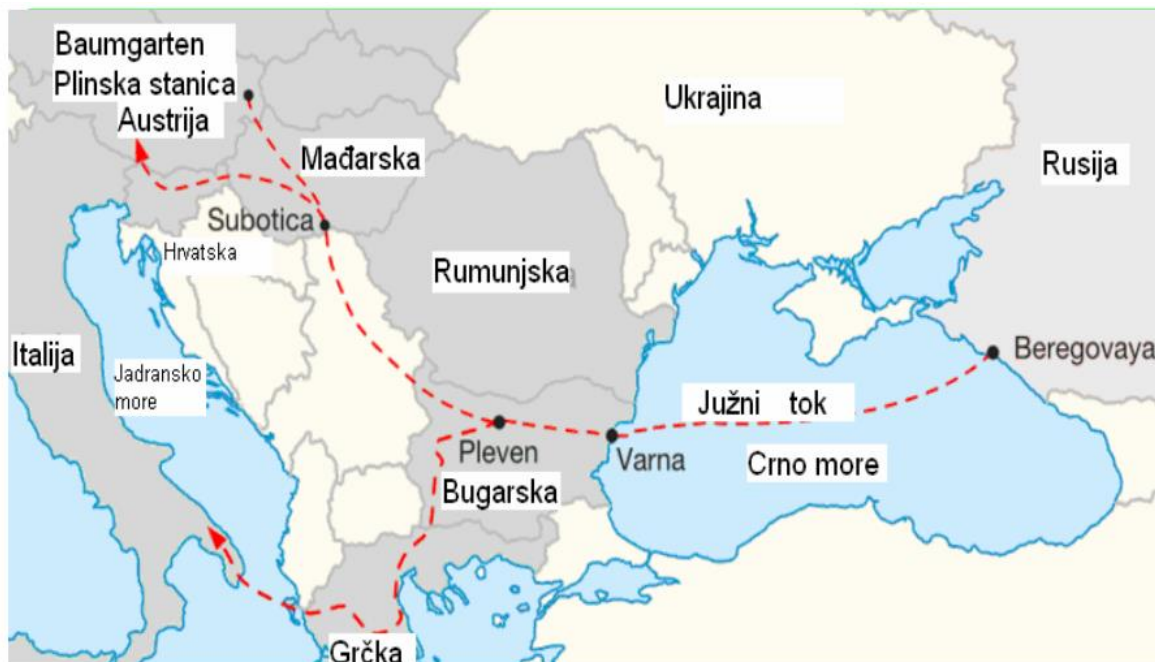 Baumgarten
Plinska stanica
Austrija
Ukrajina
Mađarska
Rusija
Subotica
Hrvatska
Rumunjska
Italija
Beregovaya
Jadransko
more
Južni tok
Pleven
Varna
Crno more
Bugarska
Grčka